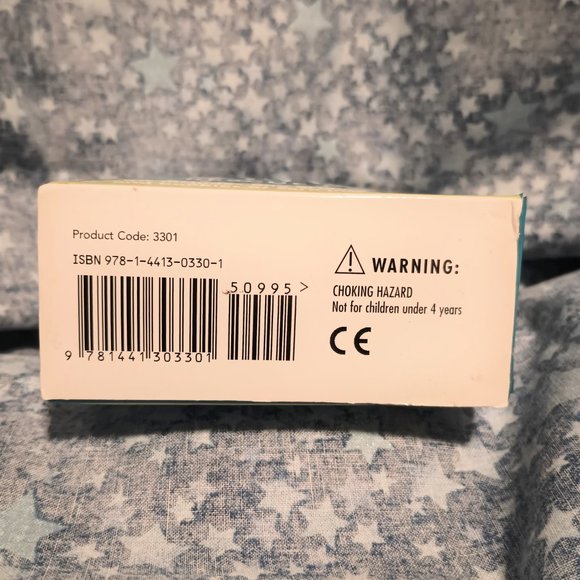 Product Code: 3301
ISBN 978-1-4413-0330-1
50995 >
9 781441 303301
WARNING:
CHOKING HAZARD
Not for children under 4 years
CE